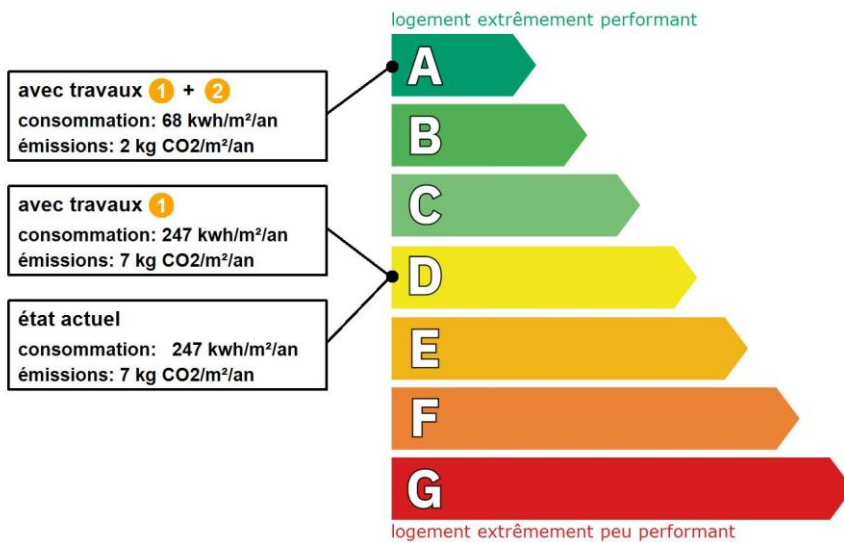 logement extrêmement performant
avec travaux 1 + 2
consommation: 68 kwh/m²/an
émissions: 2 kg CO2/m²/an
avec travaux 1
consommation: 247 kwh/m²/an
émissions: 7 kg CO2/m²/an
état actuel
consommation: 247 kwh/m²/an
émissions: 7 kg CO2/m²/an
A
B
C
D
E
F
G
logement extrêmement peu performant